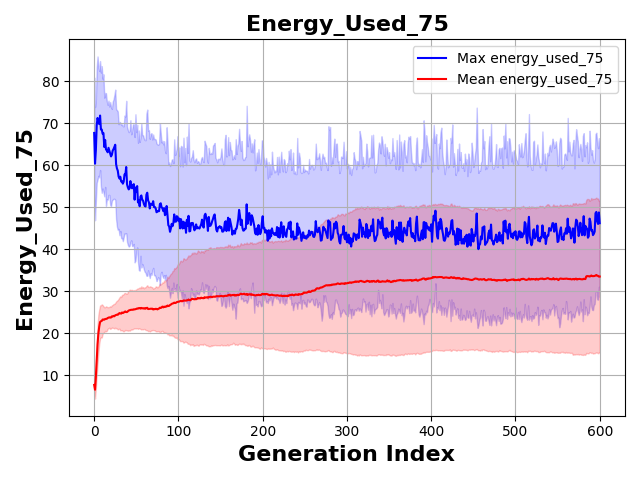 Energy_Used_75
Max energy_used_75
Mean energy_used_75
Energy_Used_75
80
70
60
50
40
30
20
10
0 100 200 300 400 500 600
Generation Index